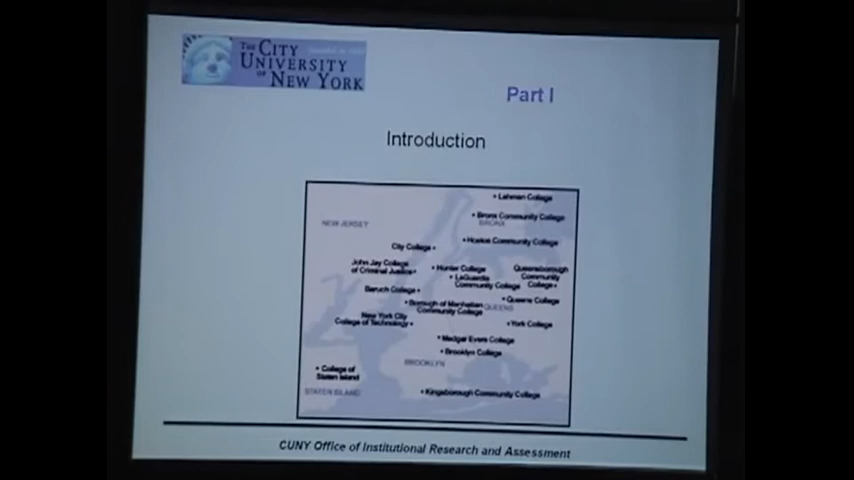 THE CITY
UNIVERSITY
OF NEW YORK
Part I
Introduction
Lehman College
NEW JERSEY
Bronx Community College
BRONX
City College
Hostos Community College
John Jay College
of Criminal Justice
Hunter College
LaGuardia
Community College
Queensborough
Community
College
Baruch College
Borough of Manhattan
Community College
QUEENS
Queens College
New York City
College of Technology
York College
Medgar Evers College
Brooklyn College
BROOKLYN
College of
Staten Island
STATEN ISLAND
Kingsborough Community College
CUNY Office of Institutional Research and Assessment